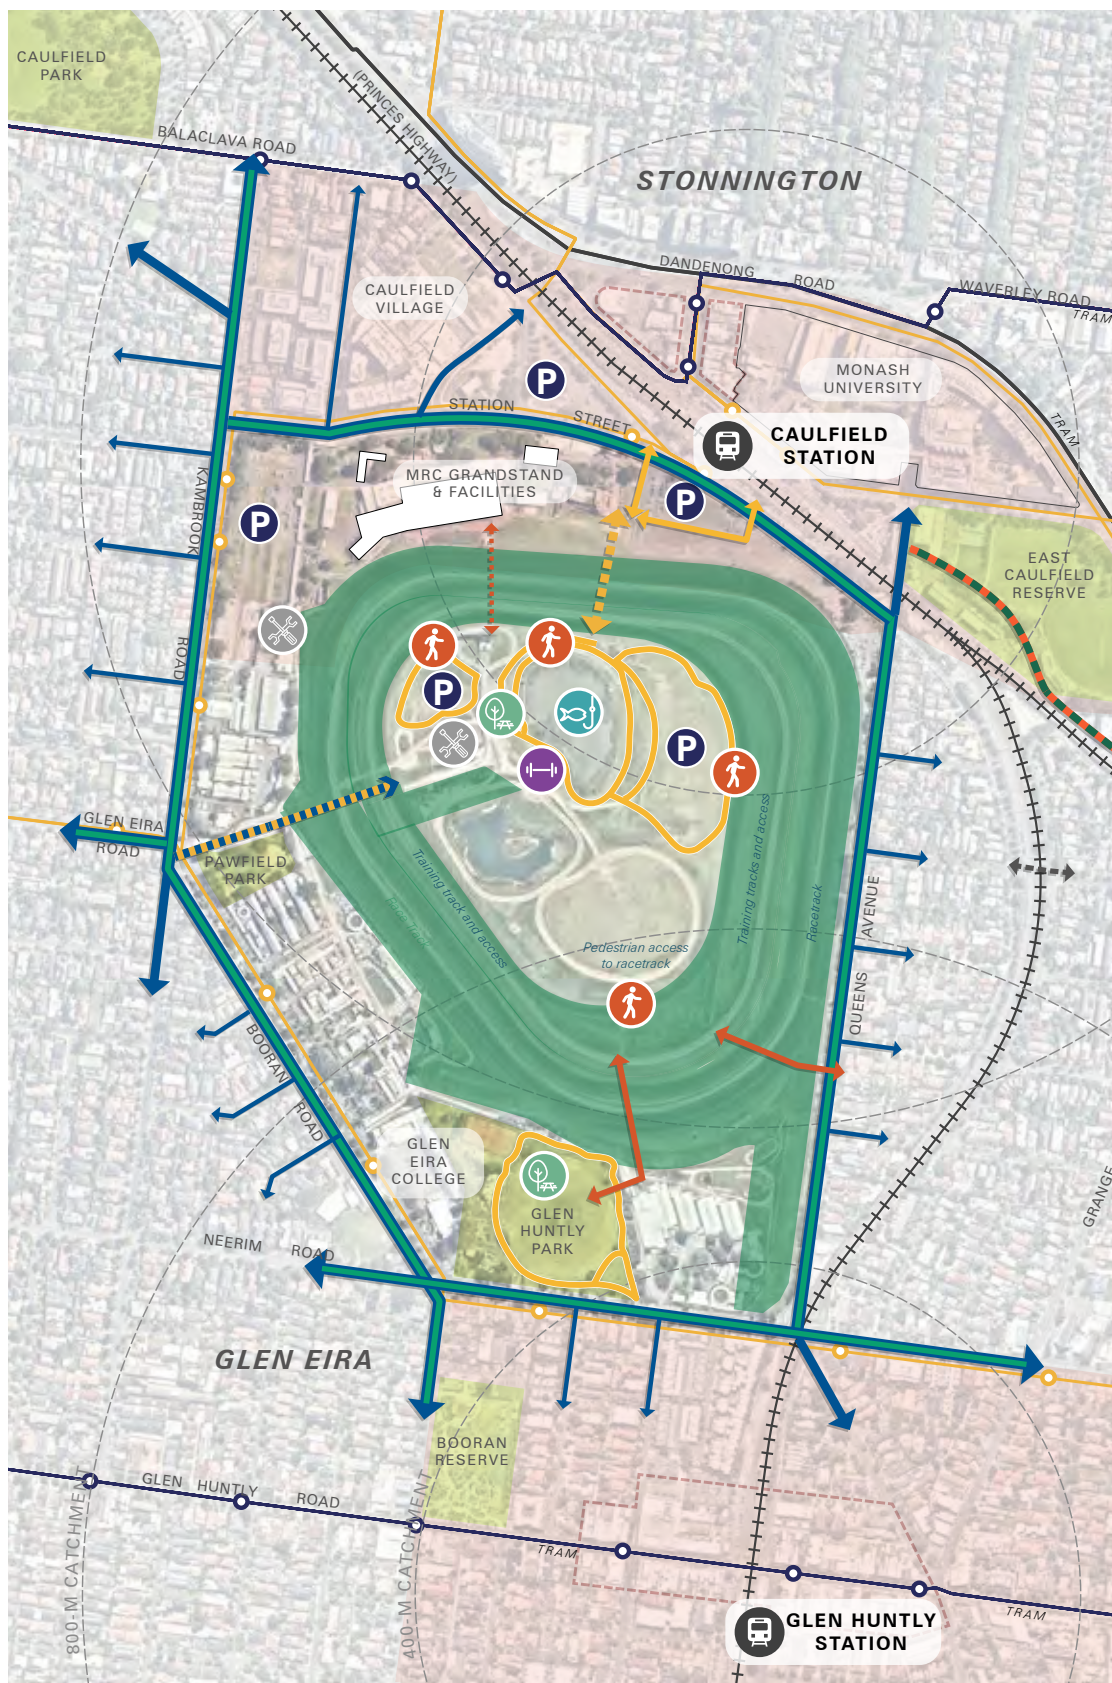 CAULFIELD
PARK
BALACLAVA ROAD
(PRINCES HIGHWAY)
STONNINGTON
DANDENONG ROAD
WAVERLEY ROAD
TRAM
CAULFIELD
VILLAGE
MONASH
UNIVERSITY
P
STATION STREET
TRAM
CAULFIELD
STATION
MRC GRANDSTAND
& FACILITIES
P
P
KAMBROOK
ROAD
EAST
CAULFIELD
RESERVE
P
P
GLEN EIRA
ROAD
PAWFIELD
PARK
Training track and access
Racetrack
Training tracks and access
Racetrack
Pedestrian access
to racetrack
QUEENS AVENUE
BOORAN
ROAD
GLEN
EIRA
COLLEGE
GLEN
HUNTLY
PARK
GRANGE
NEERIM ROAD
GLEN EIRA
BOORAN
RESERVE
GLEN HUNTLY ROAD
800-M CATCHMENT
400-M CATCHMENT
TRAM
TRAM
GLEN HUNTLY
STATION